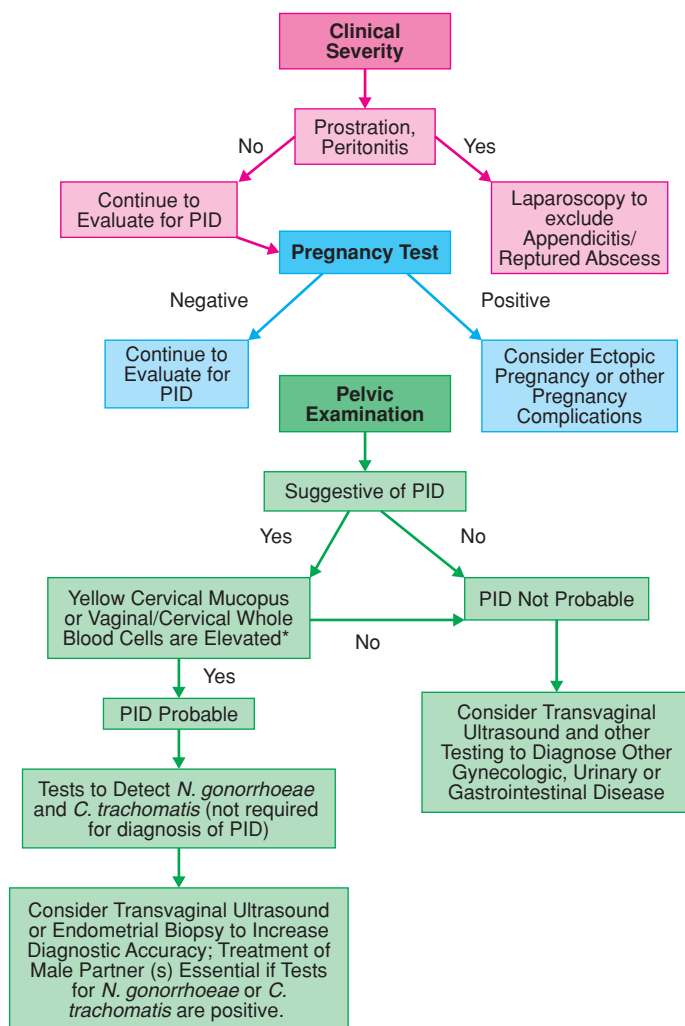 Clinical
Severity
Prostration,
Peritonitis
No
Yes
Continue to
Evaluate for PID
Laparoscopy to
exclude
Appendicitis/
Reptured Abscess
Pregnancy Test
Negative
Positive
Continue to
Evaluate for
PID
Consider Ectopic
Pregnancy or other
Pregnancy
Complications
Pelvic
Examination
Suggestive of PID
Yes
No
Yellow Cervical Mucopus
or Vaginal/Cervical Whole
Blood Cells are Elevated*
No
PID Not Probable
Yes
PID Probable
Consider Transvaginal
Ultrasound and other
Testing to Diagnose Other
Gynecologic, Urinary or
Gastrointestinal Disease
Tests to Detect N. gonorrhoeae
and C. trachomatis (not required
for diagnosis of PID)
Consider Transvaginal Ultrasound
or Endometrial Biopsy to Increase
Diagnostic Accuracy; Treatment of
Male Partner (s) Essential if Tests
for N. gonorrhoeae or C.
trachomatis are positive.